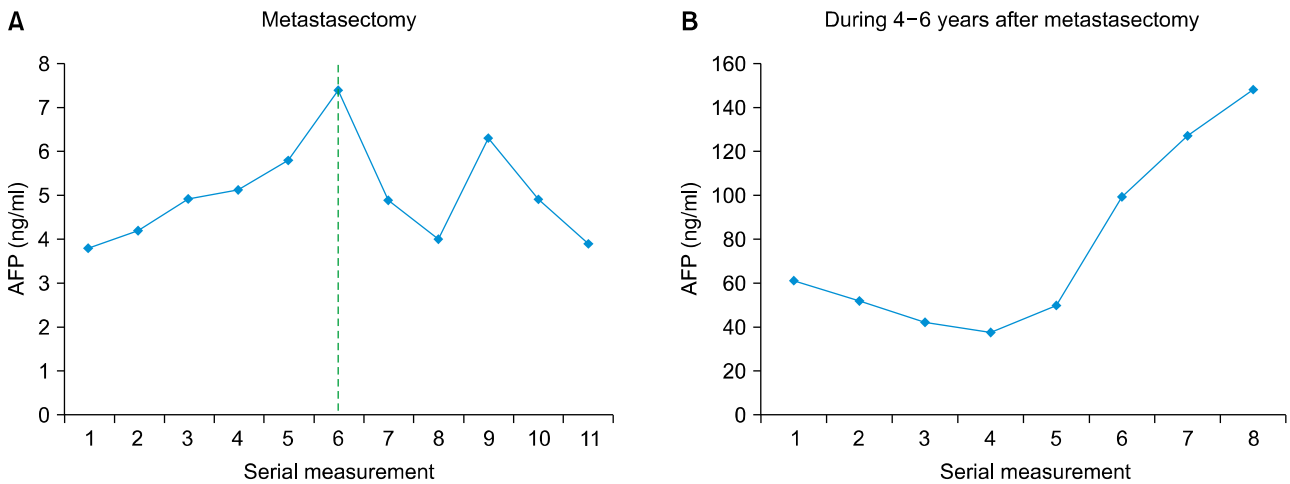 A
Metastasectomy
8
7
6
5
4
3
2
1
0
AFP (ng/ml)
1 2 3 4 5 6 7 8 9 10 11
Serial measurement
B
During 4−6 years after metastasectomy
160
140
120
100
80
60
40
20
0
AFP (ng/ml)
1 2 3 4 5 6 7 8
Serial measurement